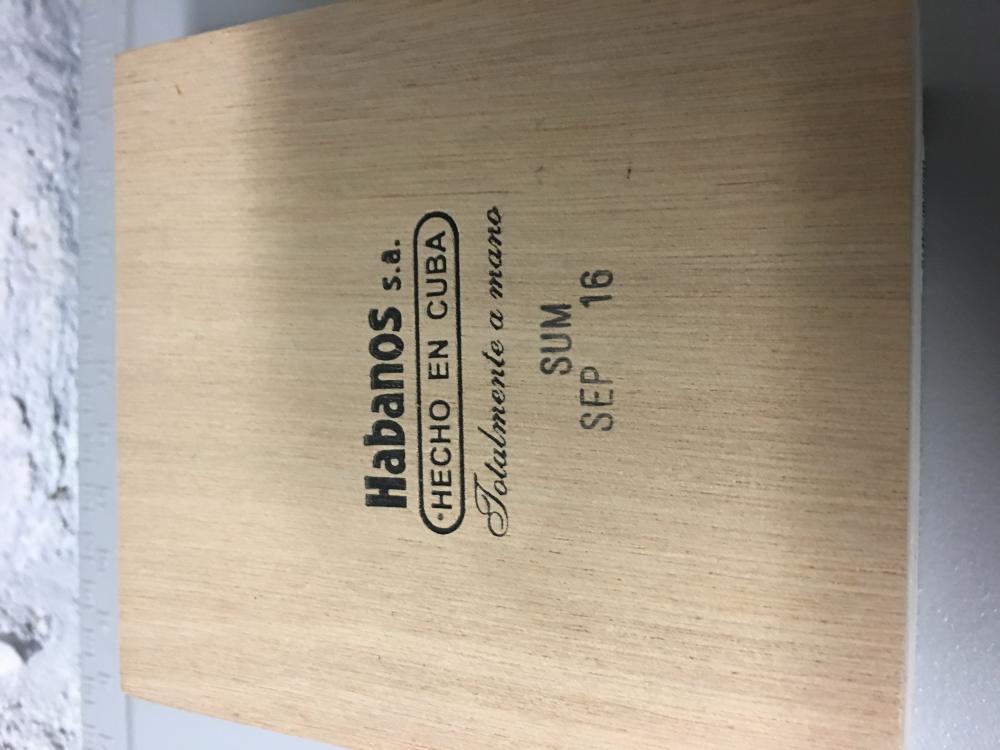 Habanos s.a.
·HECHO EN CUBA
Totalmente a mano
SUM
SEP 16